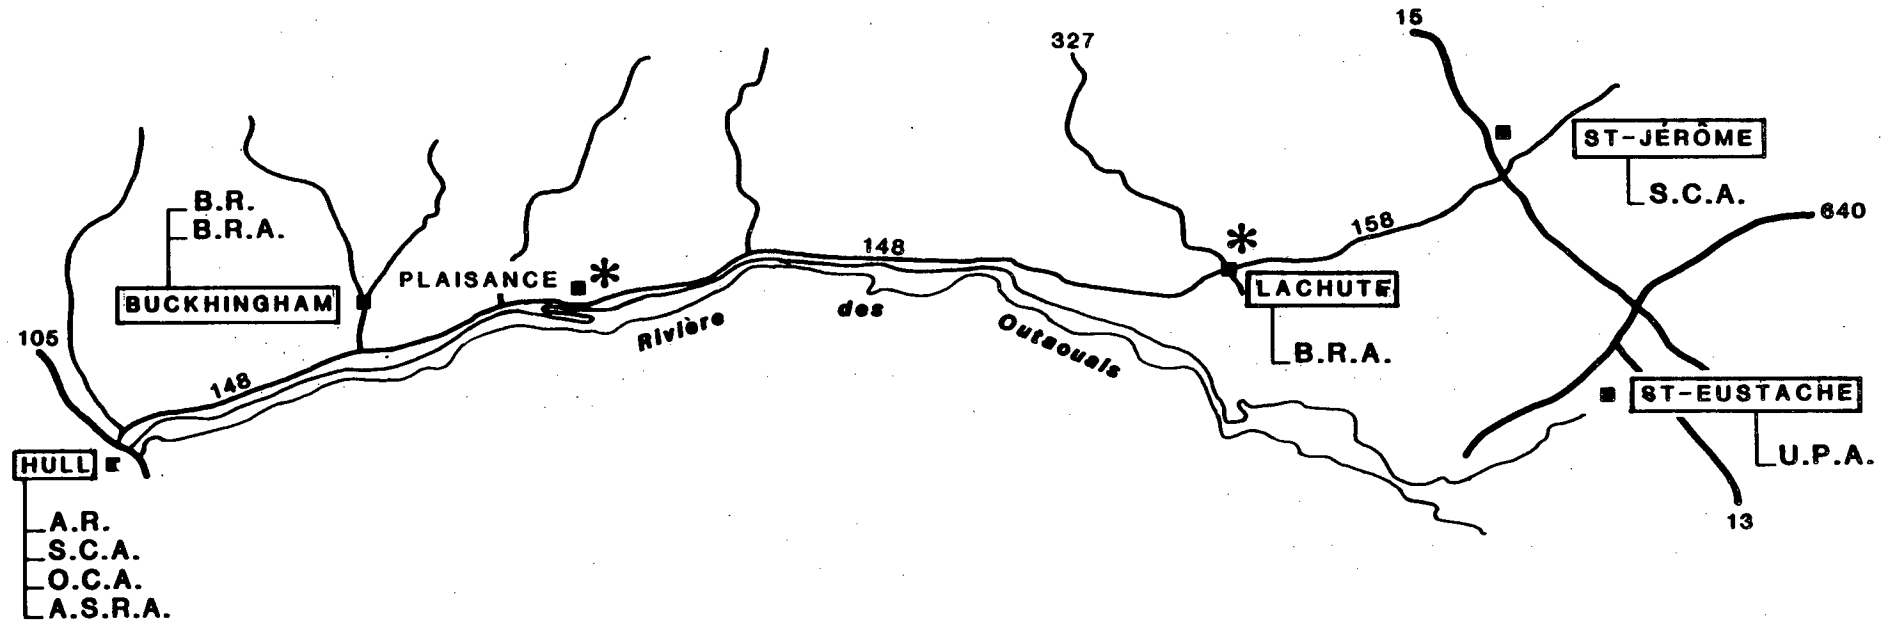 15
327
ST-JÉRÔME
S.C.A.
640
158
148
B.R.
B.R.A.
BUCKHINGHAM
PLAISANCE
LACHUTE
B.R.A.
Rivière des Outaouais
105
148
ST-EUSTACHE
U.P.A.
13
HULL
A.R.
S.C.A.
O.C.A.
A.S.R.A.